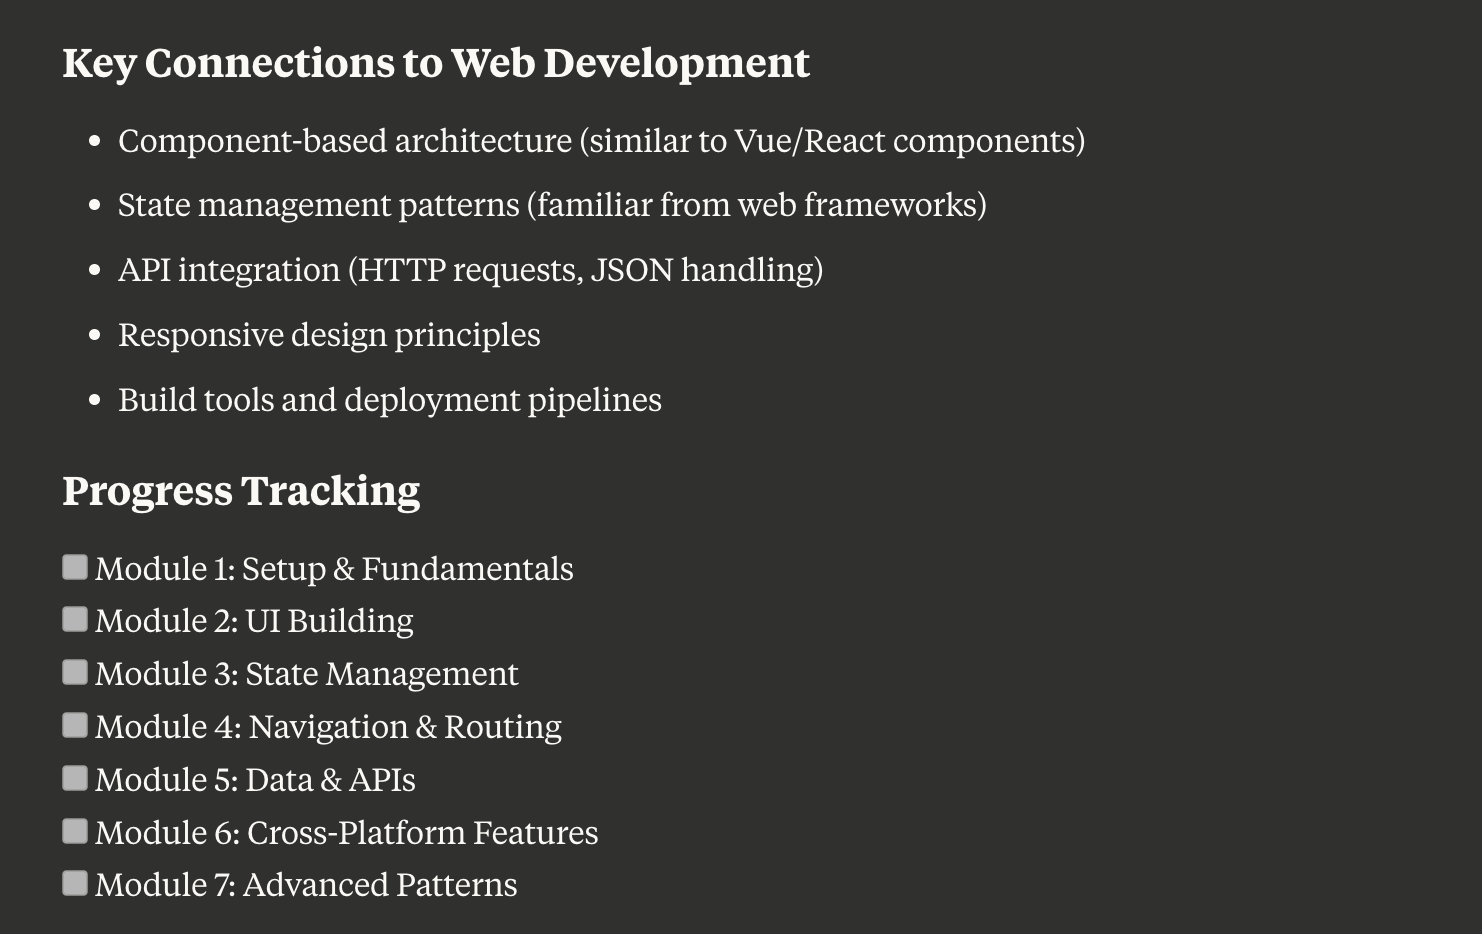 Key Connections to Web Development
• Component-based architecture (similar to Vue/React components)
• State management patterns (familiar from web frameworks)
• API integration (HTTP requests, JSON handling)
• Responsive design principles
• Build tools and deployment pipelines
Progress Tracking
Module 1: Setup & Fundamentals
Module 2: UI Building
Module 3: State Management
Module 4: Navigation & Routing
Module 5: Data & APIs
Module 6: Cross-Platform Features
Module 7: Advanced Patterns